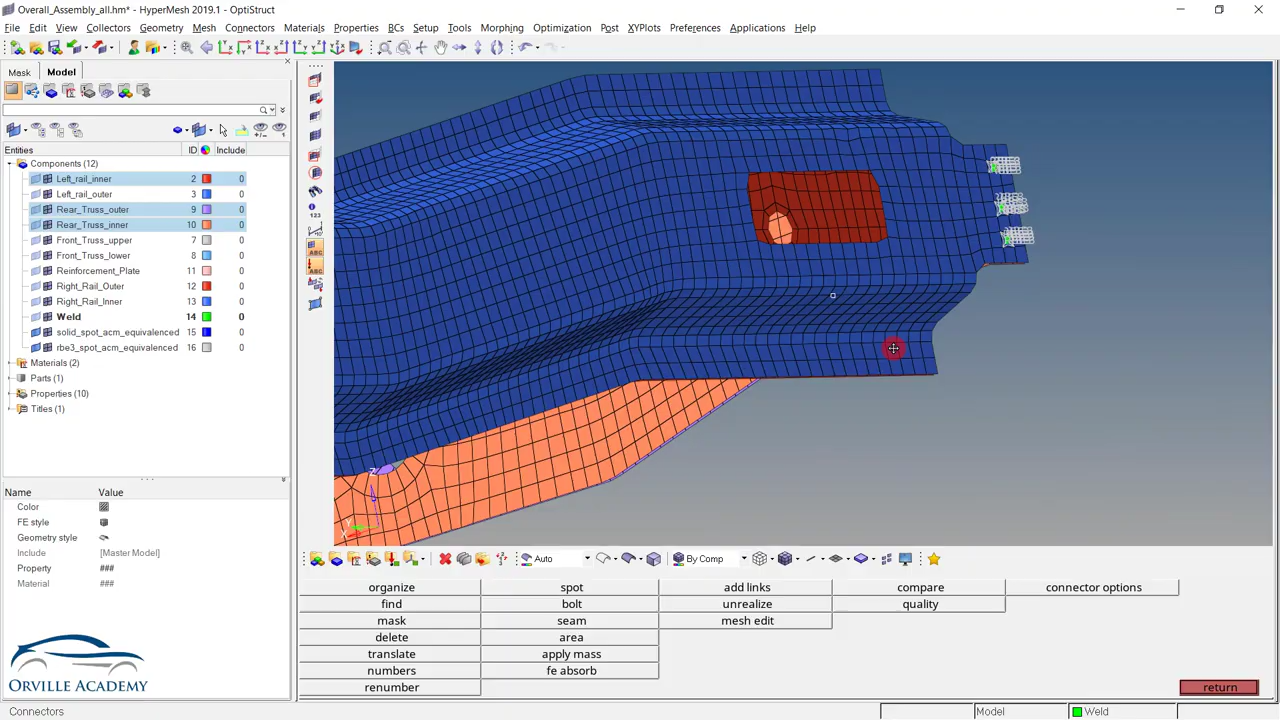 Overall_Assembly_all.hm* - HyperMesh 2019.1 - OptiStruct
File Edit View Collectors Geometry Mesh Connectors Materials Properties BCs Setup Tools Morphing Optimization Post XYPlots Preferences Applications Help
Mask Model
Entities ID Include
Components (12)
Left_rail_inner 2 0
Left_rail_outer 3 0
Rear_Truss_outer 9 0
Rear_Truss_inner 10 0
Front_Truss_upper 7 0
Front_Truss_lower 8 0
Reinforcement_Plate 11 0
Right_Rail_Outer 12 0
Right_Rail_Inner 13 0
Weld 14 0
solid_spot_acm_equivalenced 15 0
rbe3_spot_acm_equivalenced 16 0
Materials (2)
Parts (1)
Properties (10)
Titles (1)
Name Value
Color
FE style
Geometry style
Include [Master Model]
Property ###
Material ###
ORVILLE ACADEMY
123
ABC
ABC
Z
Y
X
Auto By Comp
organize spot add links compare connector options
find bolt unrealize quality
mask seam mesh edit
delete area
translate apply mass
numbers fe absorb
renumber return
Connectors Model Weld